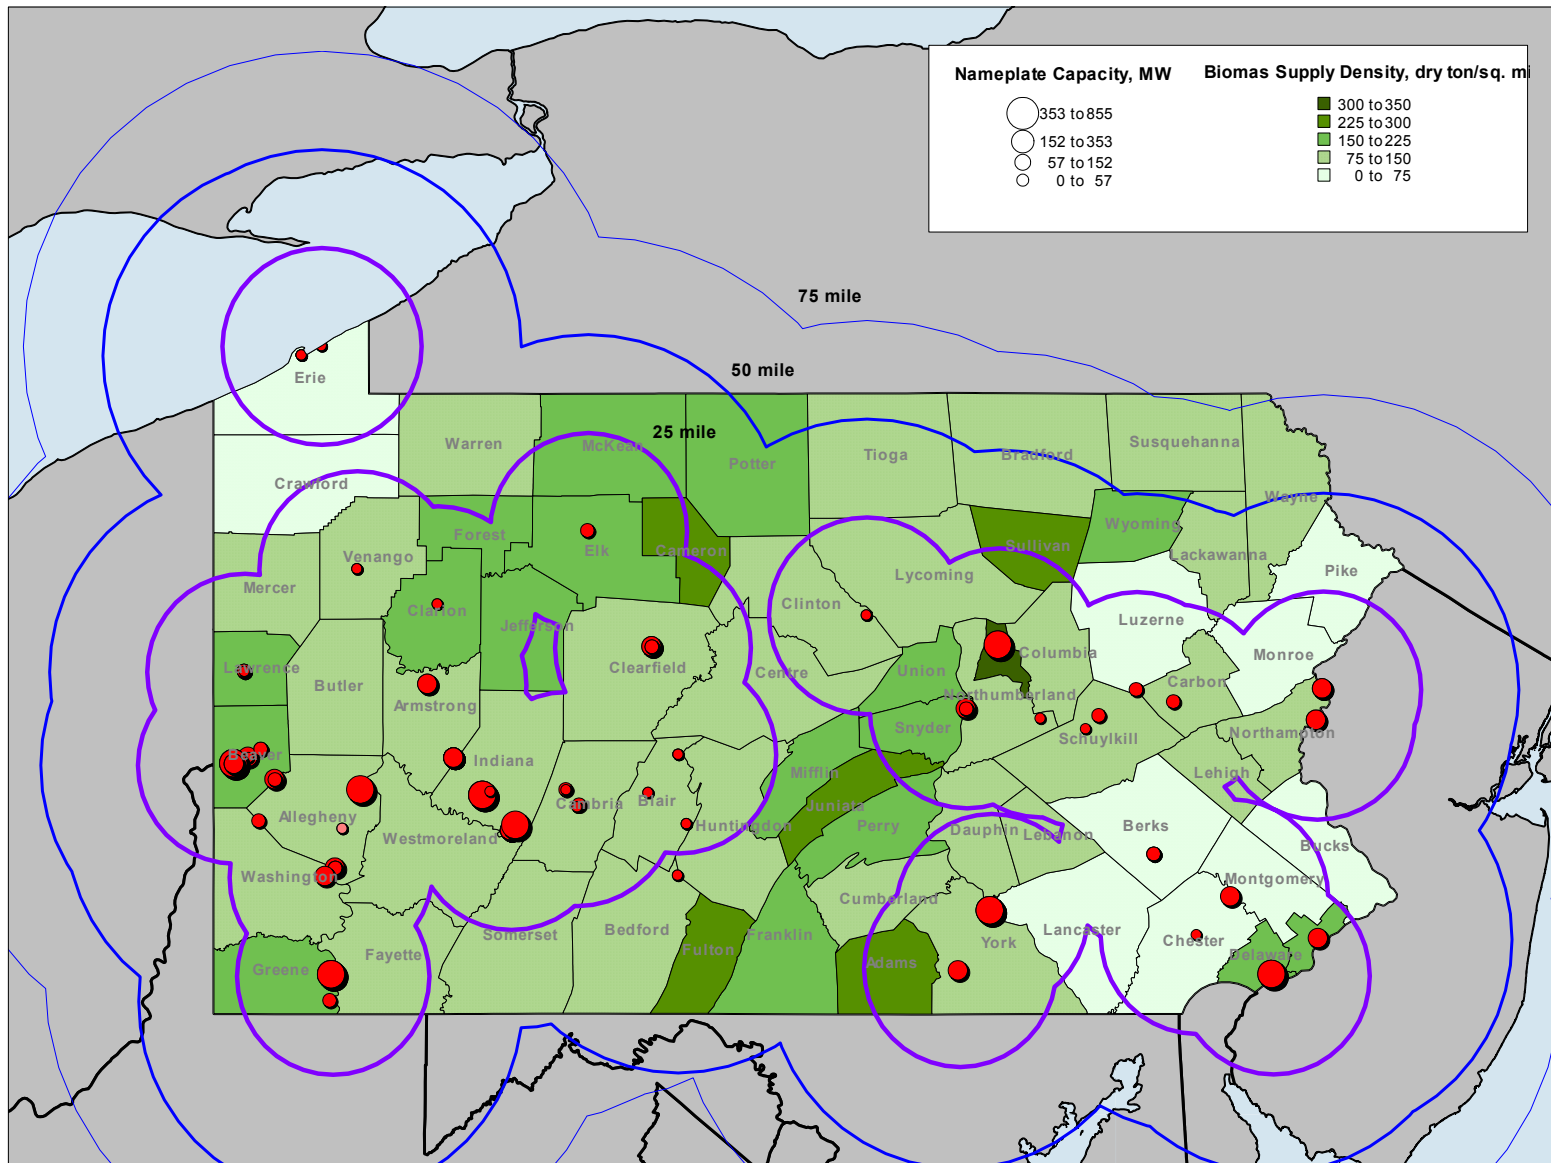 Nameplate Capacity, MW
353 to 855
152 to 353
57 to 152
0 to 57
Biomas Supply Density, dry ton/sq. mi
300 to 350
225 to 300
150 to 225
75 to 150
0 to 75
75 mile
50 mile
25 mile
Erie
Crawford
Warren
McKean
Potter
Tioga
Bradford
Susquehanna
Wayne
Wyoming
Lackawanna
Pike
Mercer
Venango
Forest
Elk
Cameron
Sullivan
Lycoming
Clinton
Clarion
Jefferson
Luzerne
Monroe
Lawrence
Butler
Armstrong
Clearfield
Centre
Union
Columbia
Northumberland
Carbon
Snyder
Schuylkill
Northampton
Beaver
Indiana
Mifflin
Lehigh
Allegheny
Westmoreland
Cambria
Blair
Huntingdon
Juniata
Perry
Dauphin
Lebanon
Berks
Bucks
Washington
Montgomery
Cumberland
Greene
Fayette
Somerset
Bedford
Fulton
Franklin
Adams
York
Lancaster
Chester
Delaware